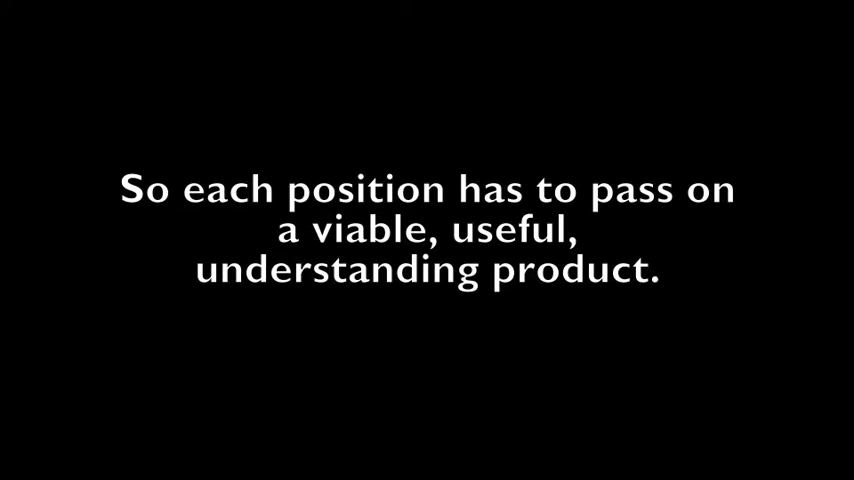 So each position has to pass on
a viable, useful,
understanding product.